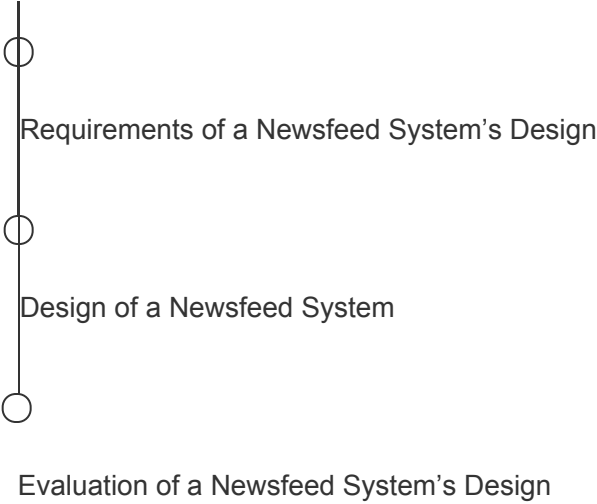 Requirements of a Newsfeed System’s Design
Design of a Newsfeed System
Evaluation of a Newsfeed System’s Design